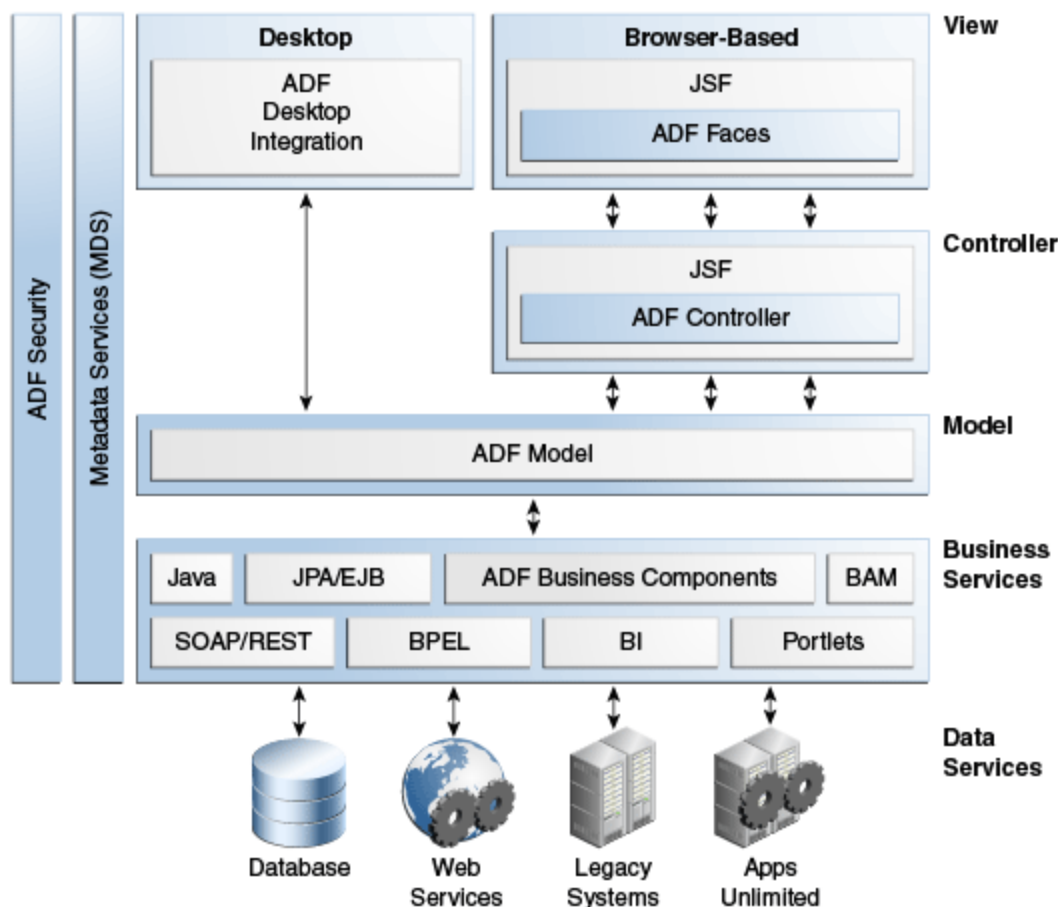 ADF Security
Metadata Services (MDS)
Desktop
ADF
Desktop
Integration
Browser-Based
JSF
ADF Faces
View
JSF
ADF Controller
Controller
ADF Model
Model
Java
JPA/EJB
ADF Business Components
BAM
SOAP/REST
BPEL
BI
Portlets
Business
Services
Database
Web
Services
Legacy
Systems
Apps
Unlimited
Data
Services